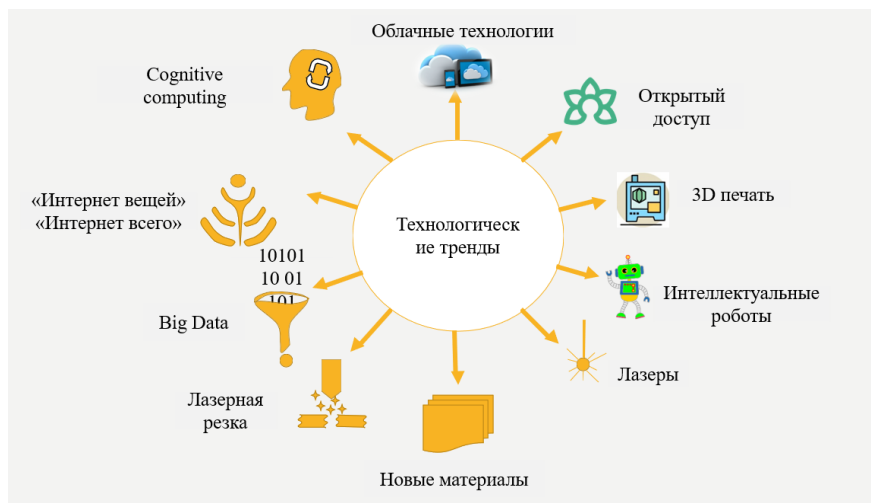 Облачные технологии
Cognitive
computing
Открытый
доступ
«Интернет вещей»
«Интернет всего»
3D печать
Технологическ
ие тренды
10101
10 01
101
Интеллектуальные
роботы
Big Data
Лазеры
Лазерная
резка
Новые материалы